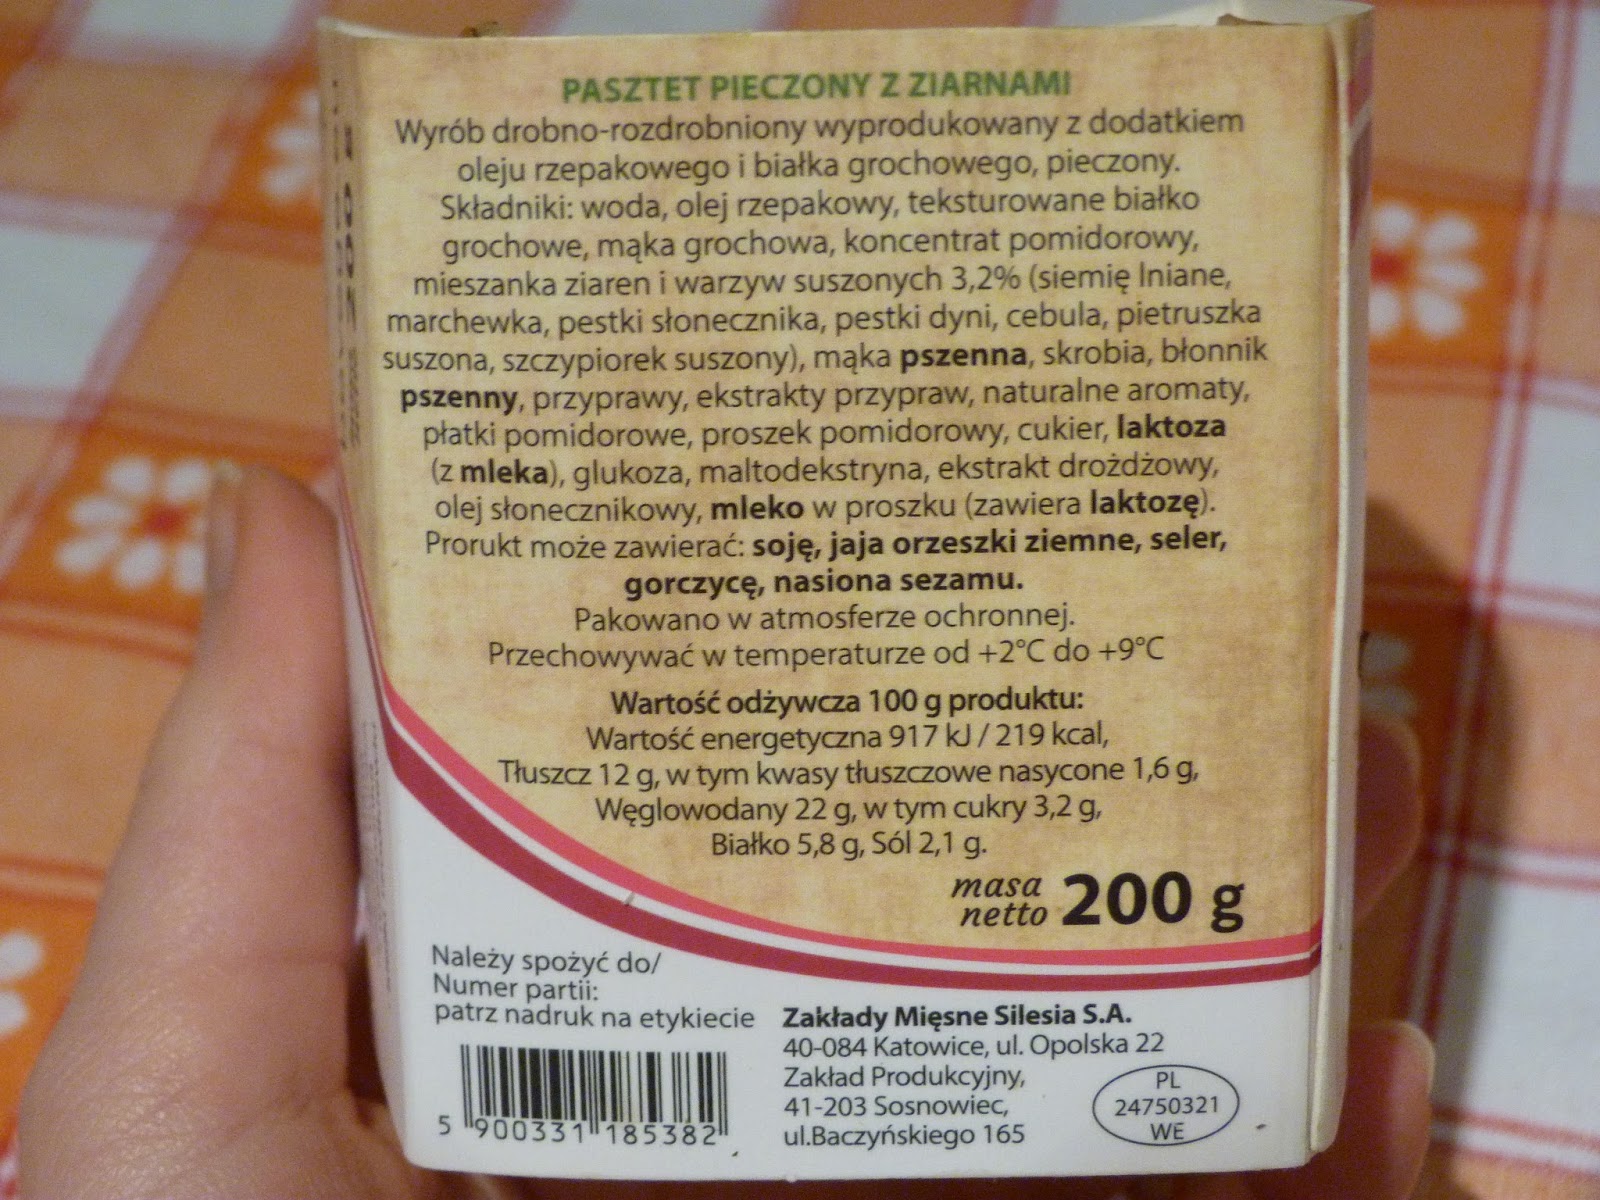 PASZTET PIECZONY Z ZIARNAMI
Wyrób drobno-rozdrobniony wyprodukowany z dodatkiem
oleju rzepakowego i białka grochowego, pieczony.
Składniki: woda, olej rzepakowy, teksturowane białko
grochowe, mąka grochowa, koncentrat pomidorowy,
mieszanka ziaren i warzyw suszonych 3,2% (siemię lniane,
marchewka, pestki słonecznika, pestki dyni, cebula, pietruszka
suszona, szczypiorek suszony), mąka pszenna, skrobia, błonnik
pszenny, przyprawy, ekstrakty przypraw, naturalne aromaty,
płatki pomidorowe, proszek pomidorowy, cukier, laktoza
(z mleka), glukoza, maltodekstryna, ekstrakt drożdżowy,
olej słonecznikowy, mleko w proszku (zawiera laktozę).
Prorukt może zawierać: soję, jaja orzeszki ziemne, seler,
gorczycę, nasiona sezamu.
Pakowano w atmosferze ochronnej.
Przechowywać w temperaturze od +2°C do +9°C
Wartość odżywcza 100 g produktu:
Wartość energetyczna 917 kJ / 219 kcal,
Tłuszcz 12 g, w tym kwasy tłuszczowe nasycone 1,6 g,
Węglowodany 22 g, w tym cukry 3,2 g,
Białko 5,8 g, Sól 2,1 g.
masa
netto 200 g
Należy spożyć do/
Numer partii:
patrz nadruk na etykiecie
5 900331 185382
Zakłady Mięsne Silesia S.A.
40-084 Katowice, ul. Opolska 22
Zakład Produkcyjny,
41-203 Sosnowiec,
ul.Baczyńskiego 165
PL
24750321
WE